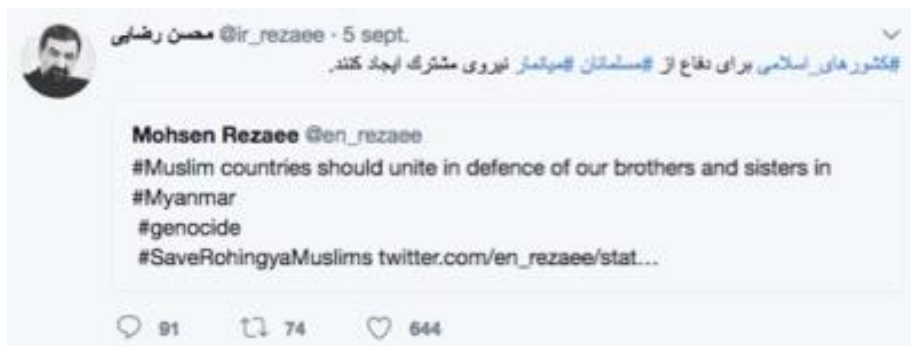 محسن رضایی @ir_rezaee · 5 sept.
#کشورهای_اسلامی برای دفاع از #مسلمانان #میانمار نیروی مشترک ایجاد کنند.
Mohsen Rezaee @en_rezaee
#Muslim countries should unite in defence of our brothers and sisters in
#Myanmar
#genocide
#SaveRohingyaMuslims twitter.com/en_rezaee/stat...
91 74 644